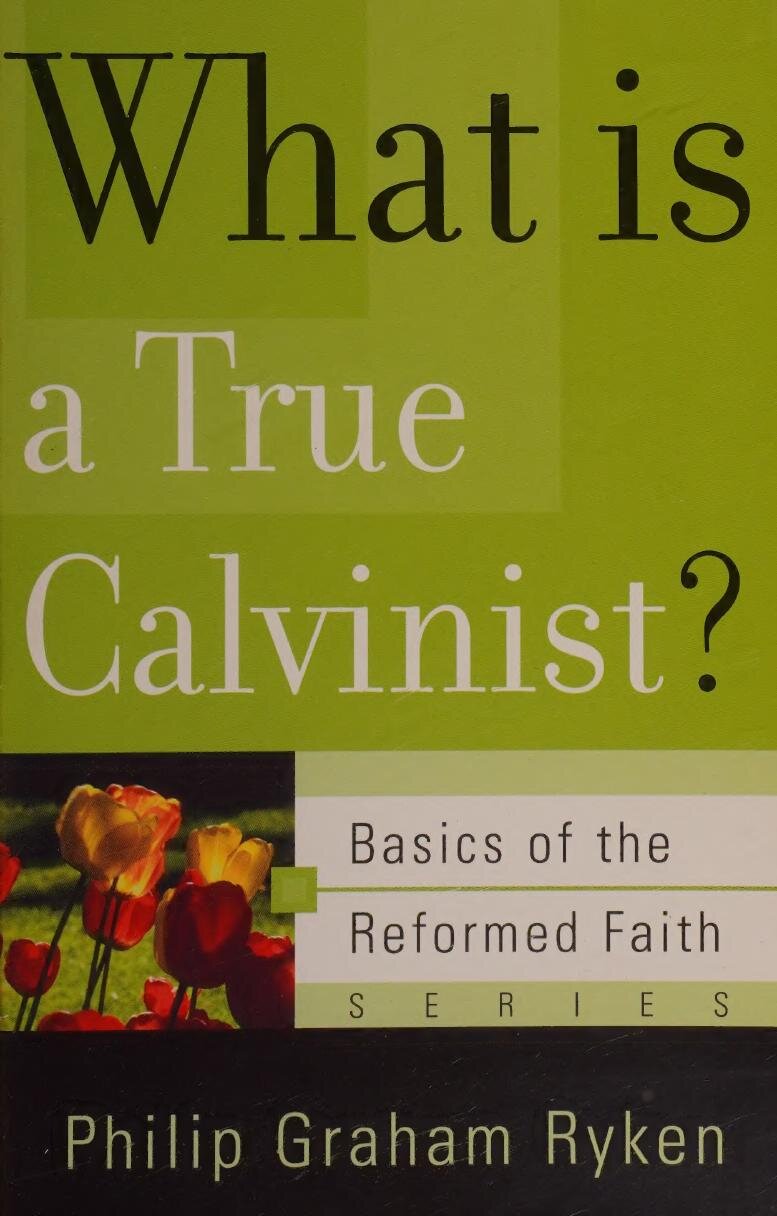 What is
a True
Calvinist?
Basics of the
Reformed Faith
SERIES
Philip Graham Ryken